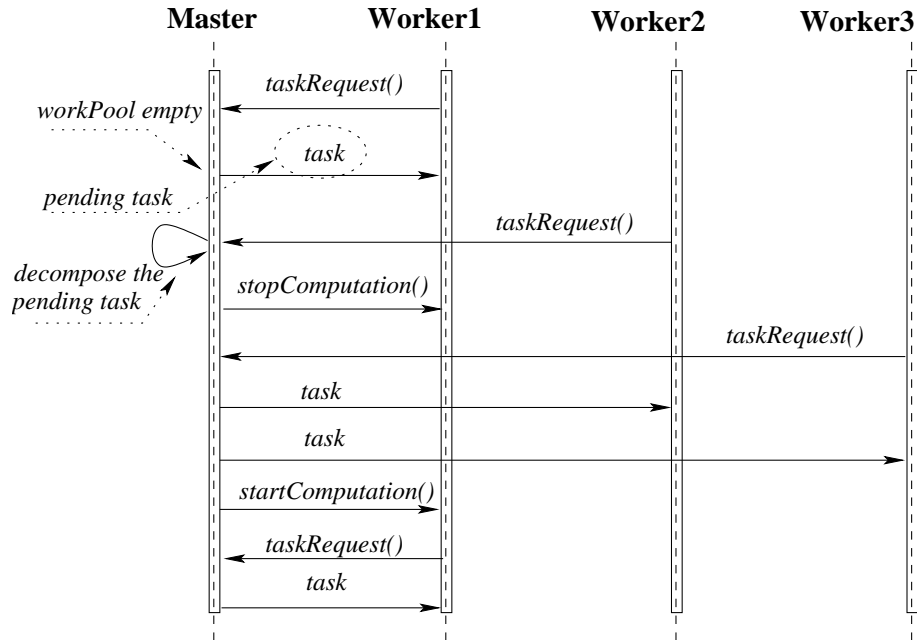 Master Worker1 Worker2 Worker3
taskRequest()
workPool empty
task
pending task
taskRequest()
decompose the
pending task
stopComputation()
taskRequest()
task
task
startComputation()
taskRequest()
task